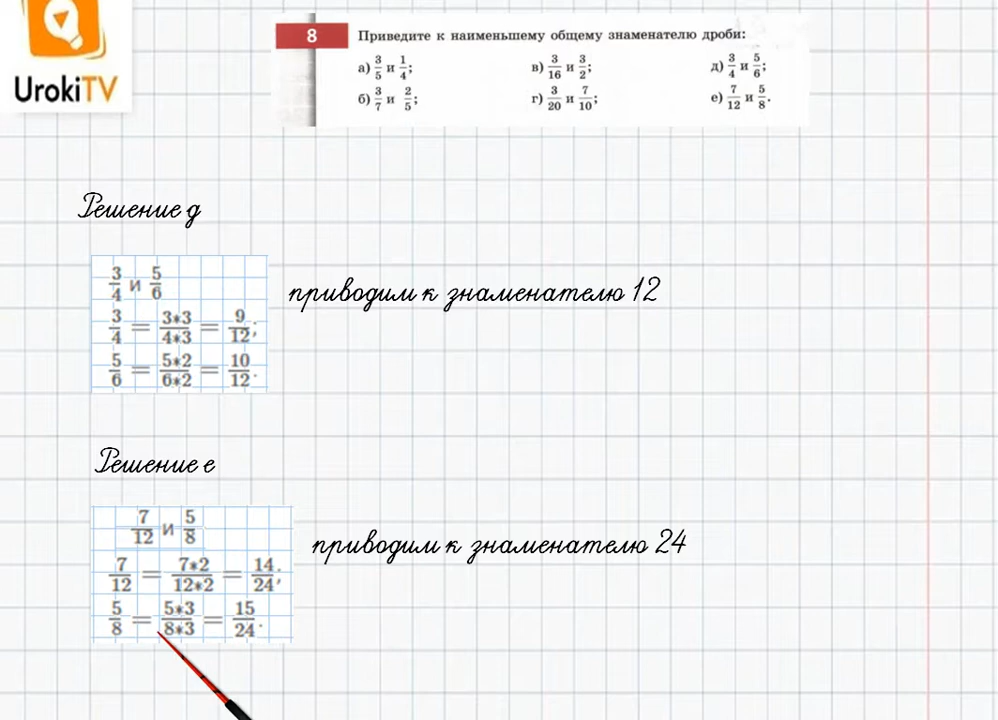 UrokiTV
8 Приведите к наименьшему общему знаменателю дроби:
а) 3/5 и 1/4; в) 3/16 и 3/2; д) 3/4 и 5/6;
б) 3/7 и 2/5; г) 3/20 и 7/10; е) 7/12 и 5/8.
Решение д
3/4 и 5/6
приводим к знаменателю 12
3/4 = 3*3/4*3 = 9/12;
5/6 = 5*2/6*2 = 10/12.
Решение е
7/12 и 5/8
приводим к знаменателю 24
7/12 = 7*2/12*2 = 14/24;
5/8 = 5*3/8*3 = 15/24.